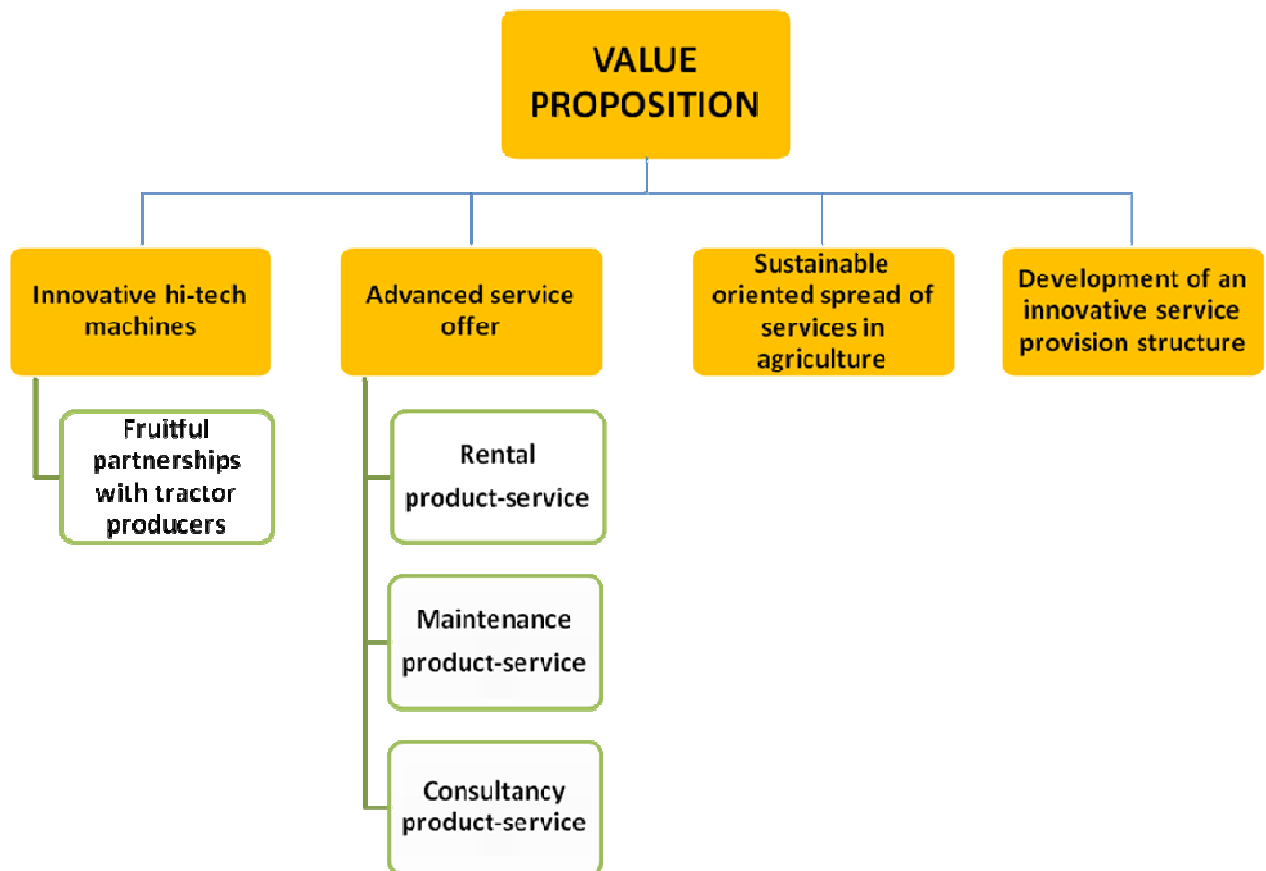 VALUE
PROPOSITION
Innovative hi-tech
machines
Advanced service
offer
Sustainable
oriented spread of
services in
agriculture
Development of an
innovative service
provision structure
Fruitful
partnerships
with tractor
producers
Rental
product-service
Maintenance
product-service
Consultancy
product-service